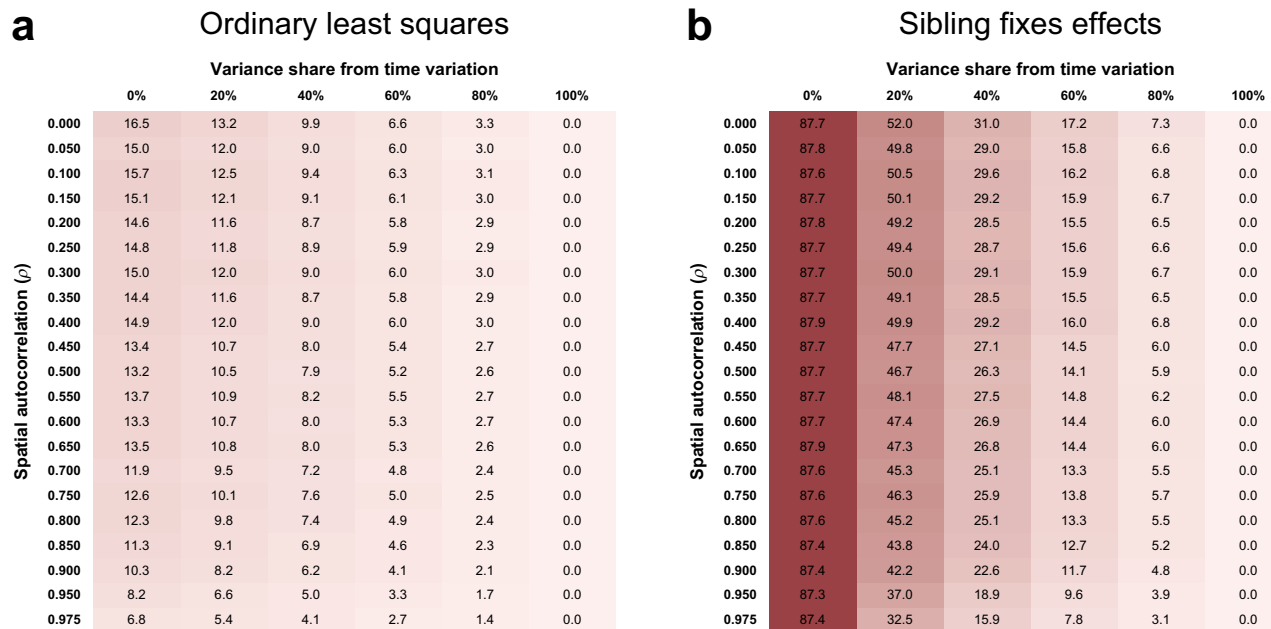 a Ordinary least squares
Variance share from time variation
0% 20% 40% 60% 80% 100%
Spatial autocorrelation (ρ)
0.000 16.5 13.2 9.9 6.6 3.3 0.0
0.050 15.0 12.0 9.0 6.0 3.0 0.0
0.100 15.7 12.5 9.4 6.3 3.1 0.0
0.150 15.1 12.1 9.1 6.1 3.0 0.0
0.200 14.6 11.6 8.7 5.8 2.9 0.0
0.250 14.8 11.8 8.9 5.9 2.9 0.0
0.300 15.0 12.0 9.0 6.0 3.0 0.0
0.350 14.4 11.6 8.7 5.8 2.9 0.0
0.400 14.9 12.0 9.0 6.0 3.0 0.0
0.450 13.4 10.7 8.0 5.4 2.7 0.0
0.500 13.2 10.5 7.9 5.2 2.6 0.0
0.550 13.7 10.9 8.2 5.5 2.7 0.0
0.600 13.3 10.7 8.0 5.3 2.7 0.0
0.650 13.5 10.8 8.0 5.3 2.6 0.0
0.700 11.9 9.5 7.2 4.8 2.4 0.0
0.750 12.6 10.1 7.6 5.0 2.5 0.0
0.800 12.3 9.8 7.4 4.9 2.4 0.0
0.850 11.3 9.1 6.9 4.6 2.3 0.0
0.900 10.3 8.2 6.2 4.1 2.1 0.0
0.950 8.2 6.6 5.0 3.3 1.7 0.0
0.975 6.8 5.4 4.1 2.7 1.4 0.0
b Sibling fixes effects
Variance share from time variation
0% 20% 40% 60% 80% 100%
Spatial autocorrelation (ρ)
0.000 87.7 52.0 31.0 17.2 7.3 0.0
0.050 87.8 49.8 29.0 15.8 6.6 0.0
0.100 87.6 50.5 29.6 16.2 6.8 0.0
0.150 87.7 50.1 29.2 15.9 6.7 0.0
0.200 87.8 49.2 28.5 15.5 6.5 0.0
0.250 87.7 49.4 28.7 15.6 6.6 0.0
0.300 87.7 50.0 29.1 15.9 6.7 0.0
0.350 87.7 49.1 28.5 15.5 6.5 0.0
0.400 87.9 49.9 29.2 16.0 6.8 0.0
0.450 87.7 47.7 27.1 14.5 6.0 0.0
0.500 87.7 46.7 26.3 14.1 5.9 0.0
0.550 87.7 48.1 27.5 14.8 6.2 0.0
0.600 87.7 47.4 26.9 14.4 6.0 0.0
0.650 87.9 47.3 26.8 14.4 6.0 0.0
0.700 87.6 45.3 25.1 13.3 5.5 0.0
0.750 87.6 46.3 25.9 13.8 5.7 0.0
0.800 87.6 45.2 25.1 13.3 5.5 0.0
0.850 87.4 43.8 24.0 12.7 5.2 0.0
0.900 87.4 42.2 22.6 11.7 4.8 0.0
0.950 87.3 37.0 18.9 9.6 3.9 0.0
0.975 87.4 32.5 15.9 7.8 3.1 0.0